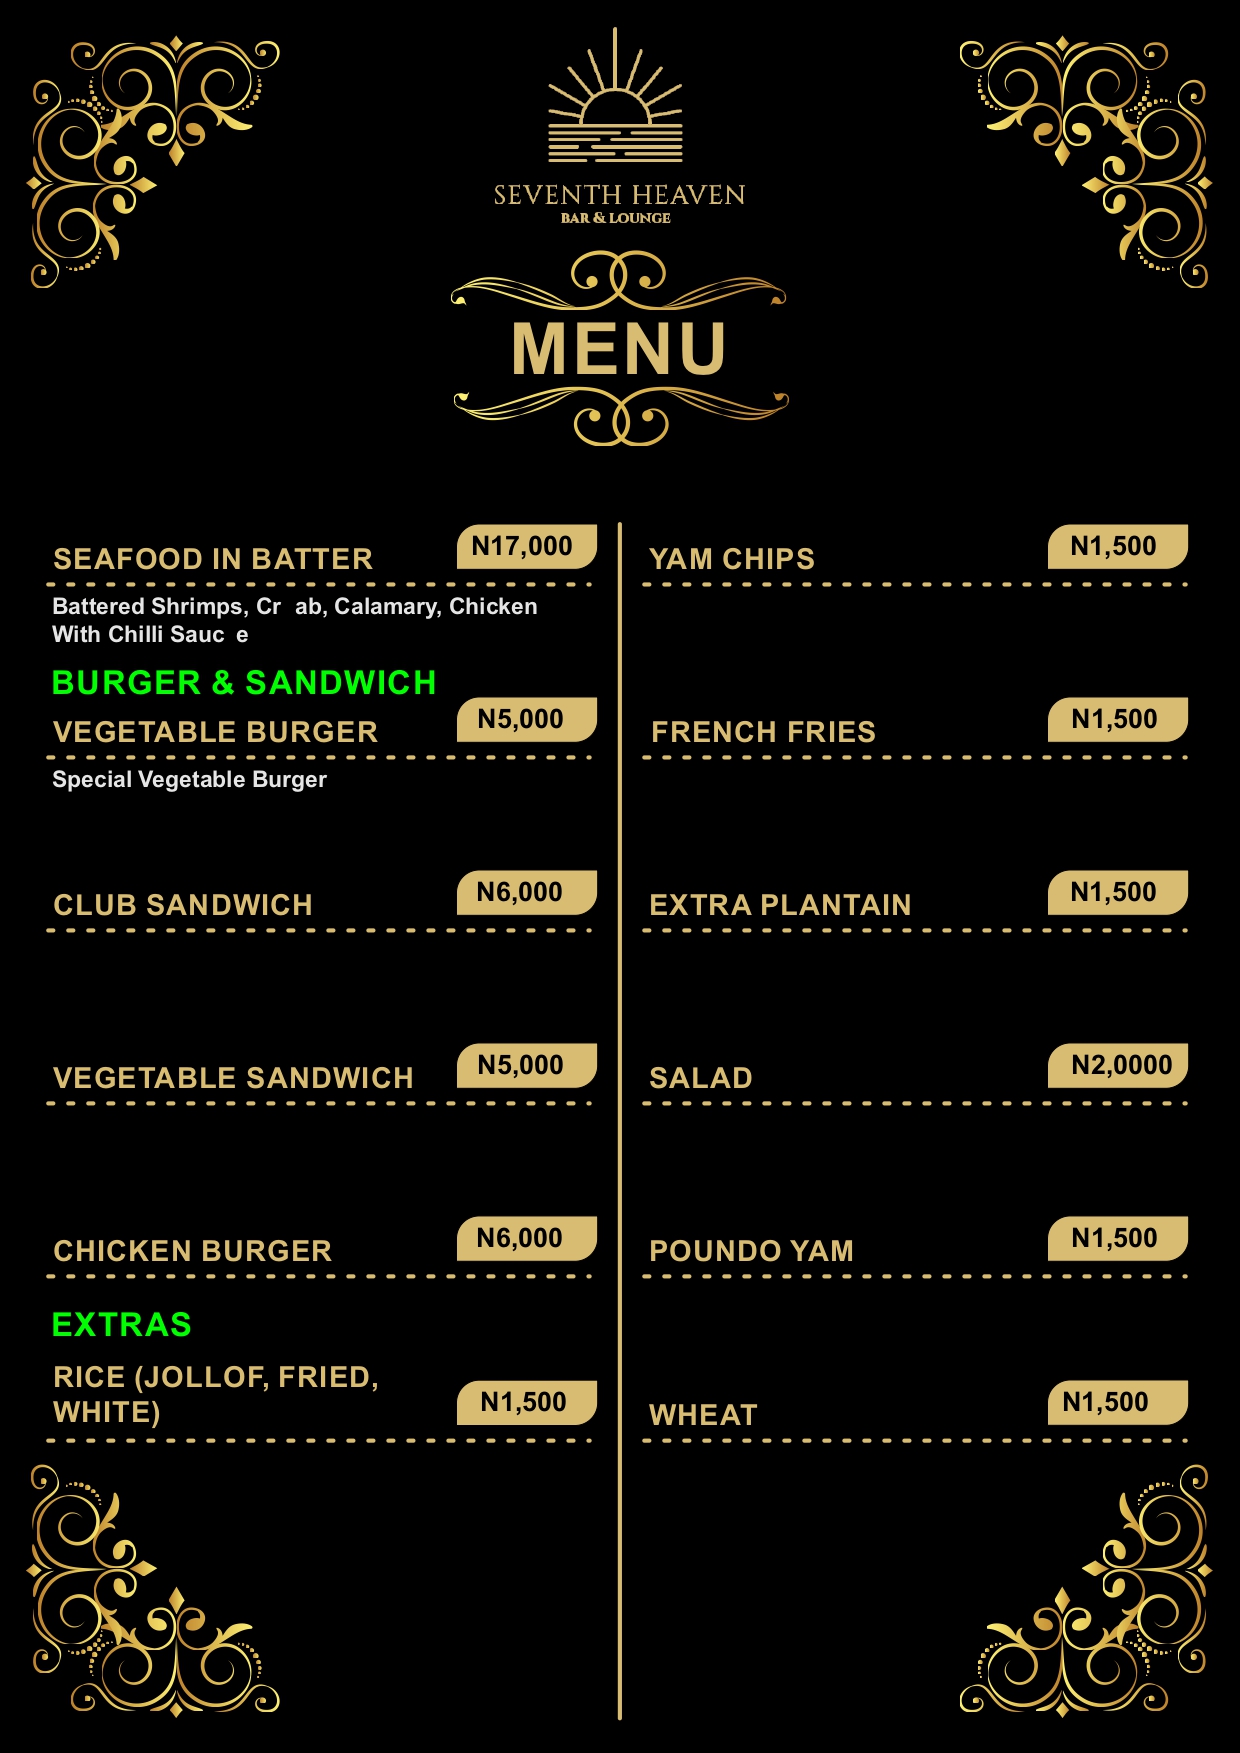 SEVENTH HEAVEN
BAR & LOUNGE
MENU
SEAFOOD IN BATTER N17,000
Battered Shrimps, Cr ab, Calamary, Chicken
With Chilli Sauc e
BURGER & SANDWICH
VEGETABLE BURGER N5,000
Special Vegetable Burger
CLUB SANDWICH N6,000
VEGETABLE SANDWICH N5,000
CHICKEN BURGER N6,000
EXTRAS
RICE (JOLLOF, FRIED,
WHITE) N1,500
YAM CHIPS N1,500
FRENCH FRIES N1,500
EXTRA PLANTAIN N1,500
SALAD N2,0000
POUNDO YAM N1,500
WHEAT N1,500